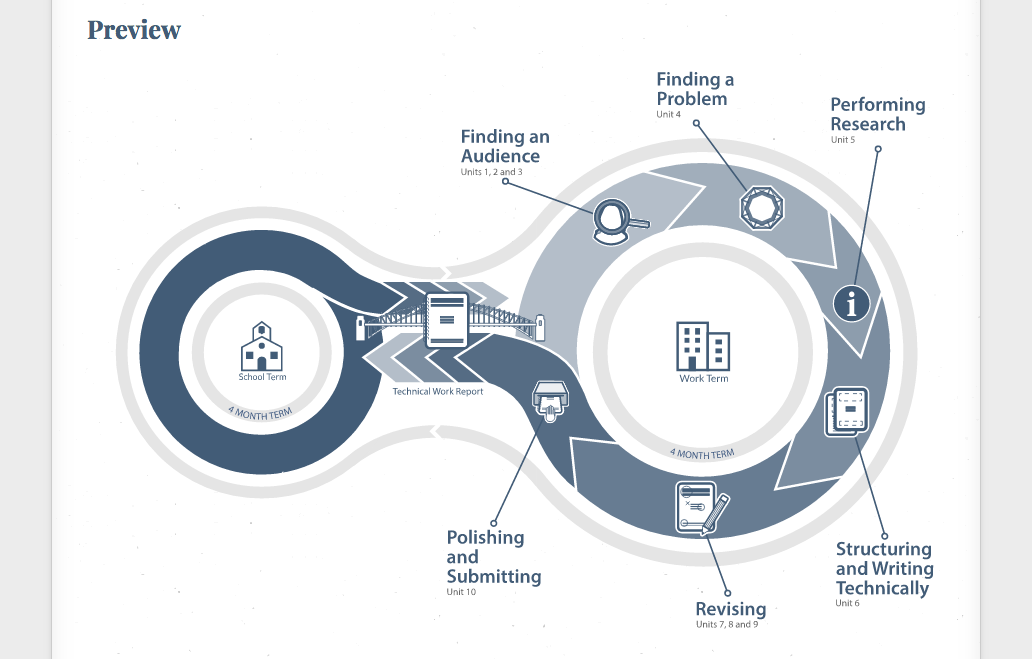 Preview
Finding a
Problem
Unit 4
Performing
Research
Unit 5
Finding an
Audience
Units 1, 2 and 3
i
School Term
4 MONTH TERM
Technical Work Report
Work Term
4 MONTH TERM
Polishing
and
Submitting
Unit 10
Structuring
and Writing
Technically
Unit 6
Revising
Units 7, 8 and 9